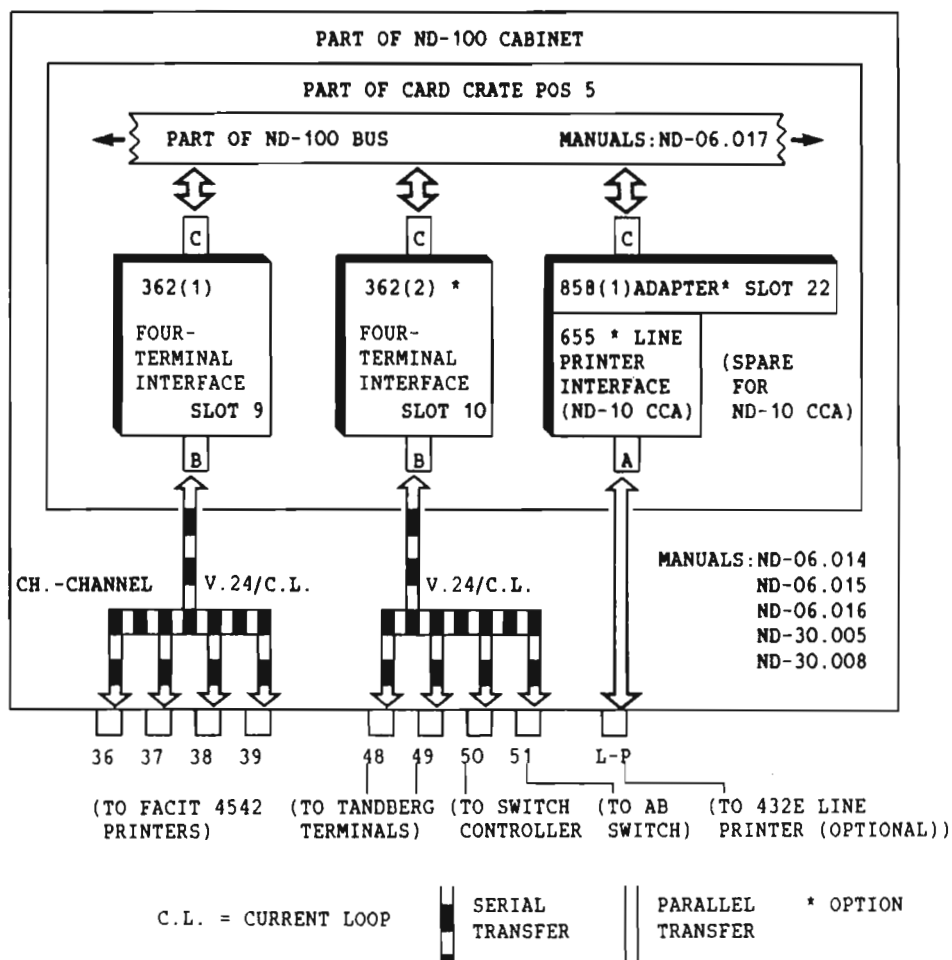 PART OF ND-100 CABINET
PART OF CARD CRATE POS 5
PART OF ND-100 BUS MANUALS:ND-06.017
C C C
362(1) 362(2) * 858(1)ADAPTER* SLOT 22
FOUR-
TERMINAL
INTERFACE
SLOT 9
FOUR-
TERMINAL
INTERFACE
SLOT 10
655 * LINE
PRINTER
INTERFACE
(ND-10 CCA)
(SPARE
FOR
ND-10 CCA)
B B A
CH.-CHANNEL V.24/C.L. V.24/C.L.
MANUALS:ND-06.014
ND-06.015
ND-06.016
ND-30.005
ND-30.008
36 37 38 39 48 49 50 51 L-P
(TO FACIT 4542
PRINTERS)
(TO TANDBERG
TERMINALS)
(TO SWITCH
CONTROLLER
(TO AB
SWITCH)
(TO 432E LINE
PRINTER (OPTIONAL))
C.L. = CURRENT LOOP
SERIAL
TRANSFER
PARALLEL
TRANSFER
* OPTION